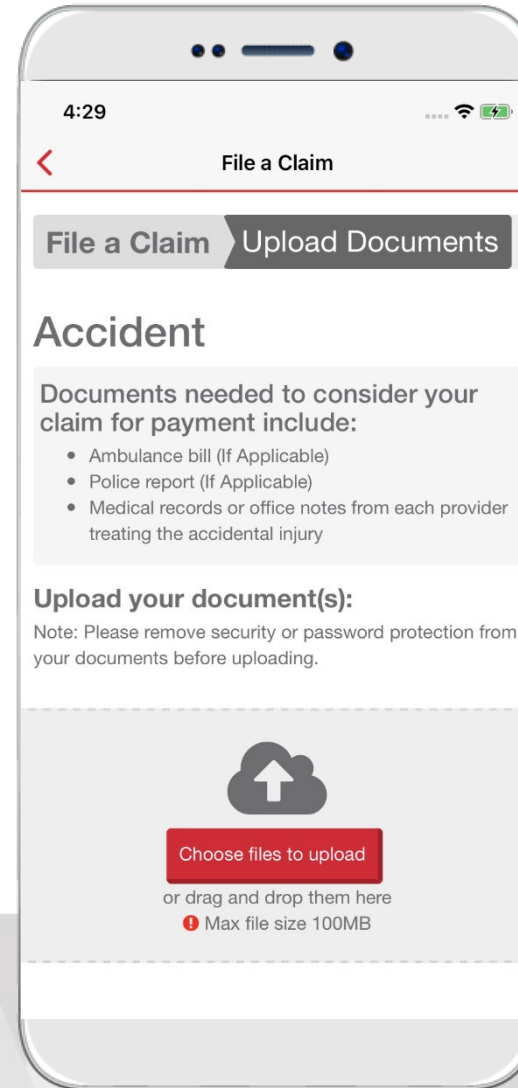 4:29
File a Claim
File a Claim Upload Documents
Accident
Documents needed to consider your
claim for payment include:
• Ambulance bill (If Applicable)
• Police report (If Applicable)
• Medical records or office notes from each provider
treating the accidental injury
Upload your document(s):
Note: Please remove security or password protection from
your documents before uploading.
Choose files to upload
or drag and drop them here
Max file size 100MB